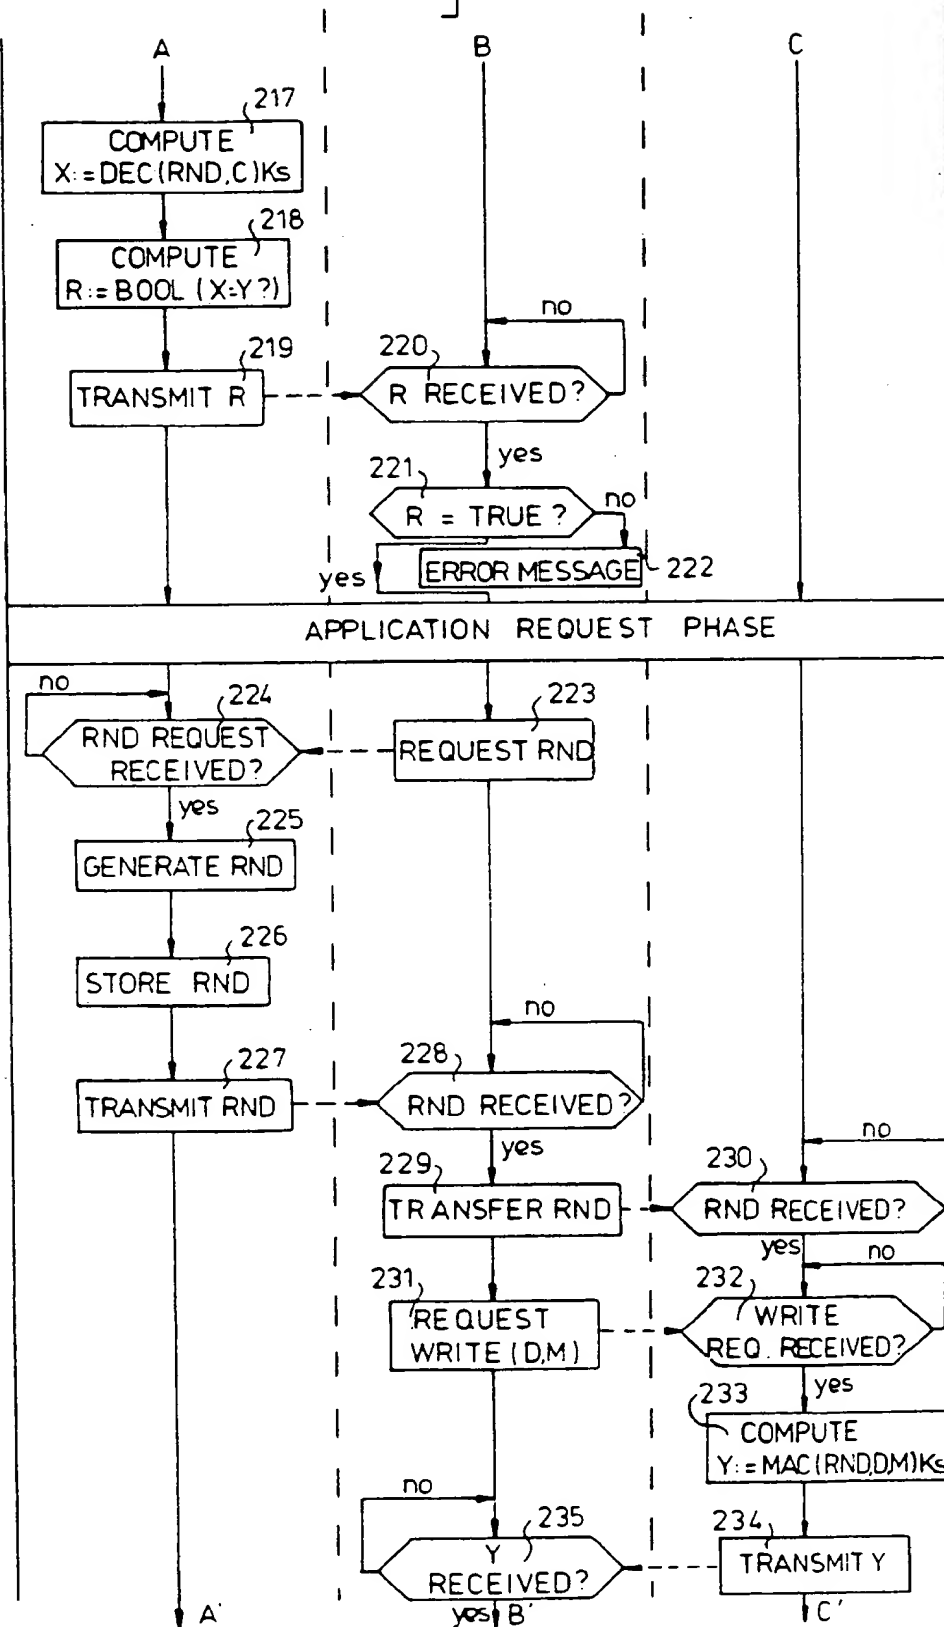 A
B
C
217
COMPUTE
X:=DEC(RND,C)Ks
218
COMPUTE
R:=BOOL (X=Y?)
no
219
TRANSMIT R
220
R RECEIVED?
yes
221
R = TRUE ?
no
yes
ERROR MESSAGE
222
APPLICATION REQUEST PHASE
no
224
RND REQUEST
RECEIVED?
223
REQUEST RND
yes
225
GENERATE RND
226
STORE RND
no
227
TRANSMIT RND
228
RND RECEIVED?
yes
no
229
TRANSFER RND
230
RND RECEIVED?
yes
no
231
REQUEST
WRITE (D,M)
232
WRITE
REQ. RECEIVED?
yes
233
COMPUTE
Y:=MAC(RND,D,M)Ks
no
235
Y
RECEIVED?
234
TRANSMIT Y
yes
A'
B'
C'